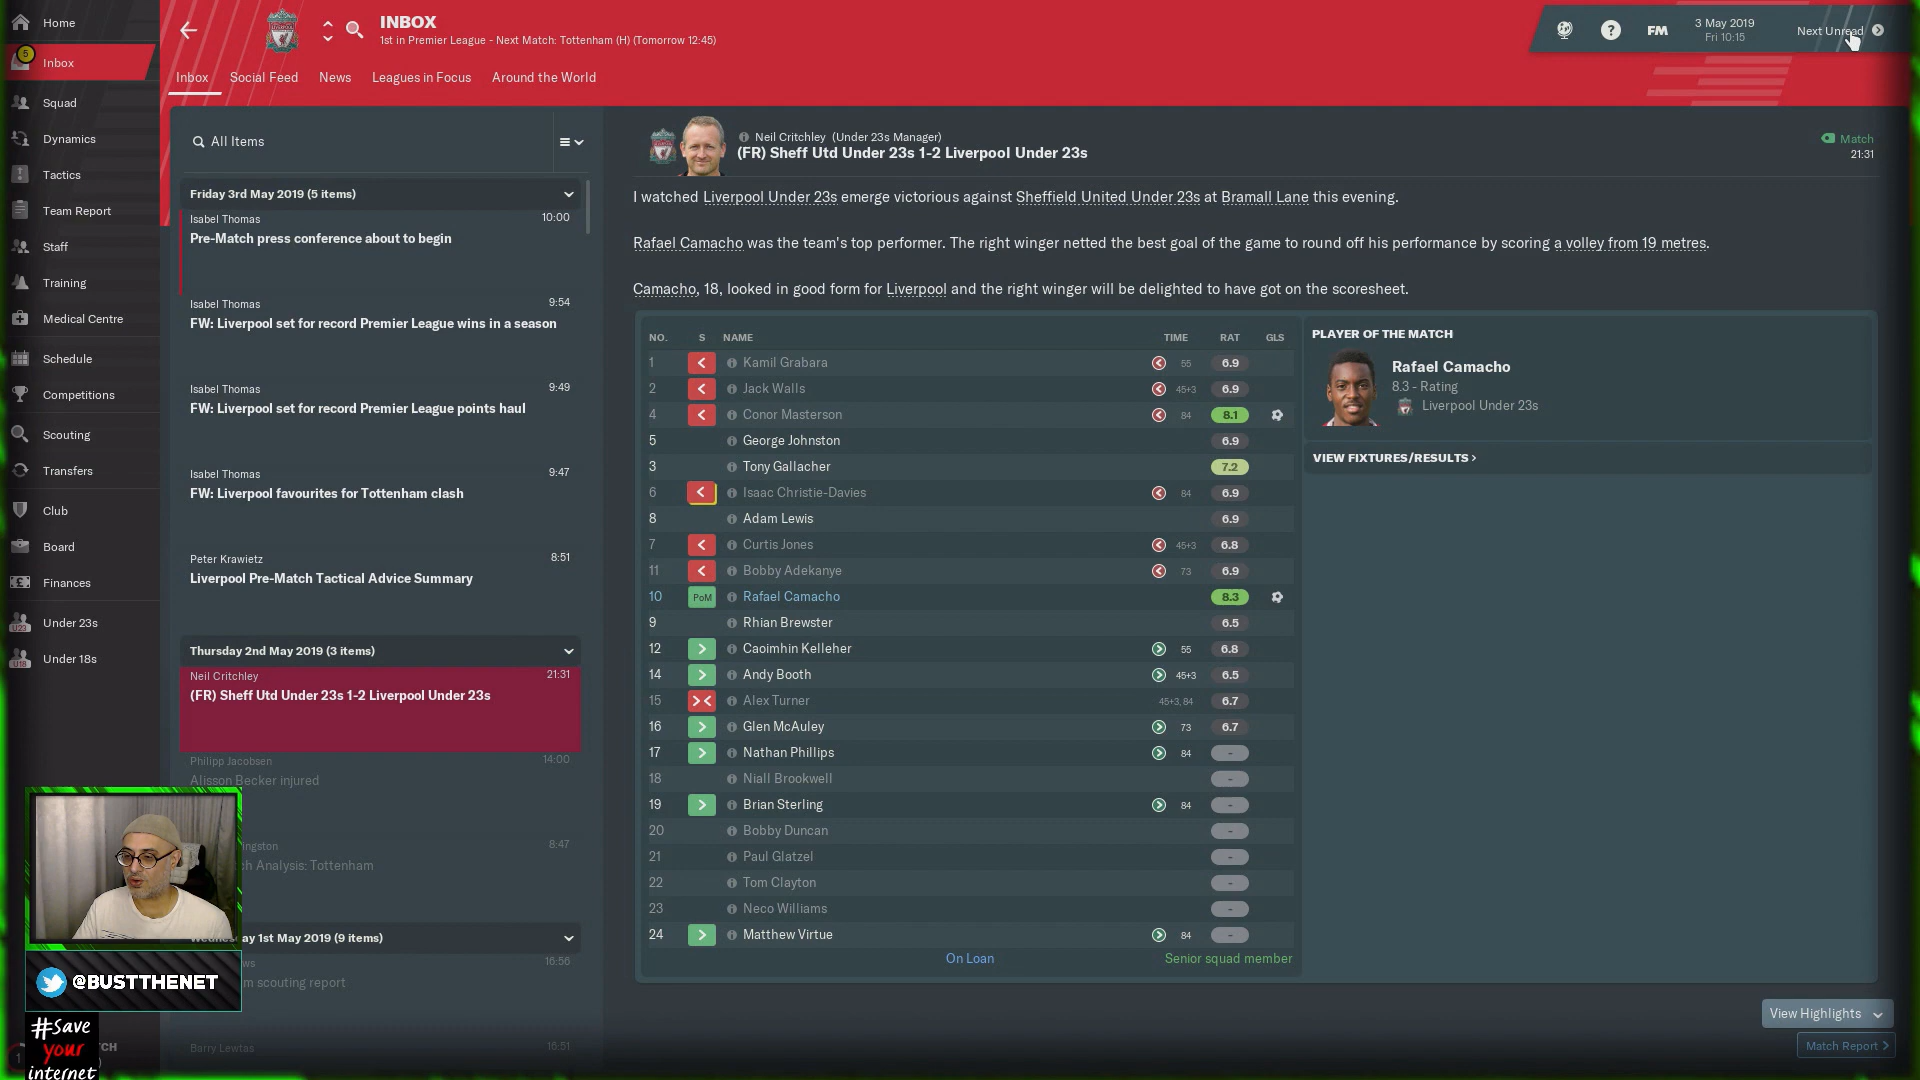 Home
5
Inbox
Squad
Dynamics
Tactics
Team Report
Staff
Training
Medical Centre
Schedule
Competitions
Scouting
Transfers
Club
Board
Finances
U23
Under 23s
U18
Under 18s
INBOX
1st in Premier League - Next Match: Tottenham (H) (Tomorrow 12:45)
? FM
3 May 2019
Fri 10:15
Next Unread
Inbox Social Feed News Leagues in Focus Around the World
All Items
Friday 3rd May 2019 (5 items)
Isabel Thomas 10:00
Pre-Match press conference about to begin
Isabel Thomas 9:54
FW: Liverpool set for record Premier League wins in a season
Isabel Thomas 9:49
FW: Liverpool set for record Premier League points haul
Isabel Thomas 9:47
FW: Liverpool favourites for Tottenham clash
Peter Krawietz 8:51
Liverpool Pre-Match Tactical Advice Summary
Thursday 2nd May 2019 (3 items)
Neil Critchley 21:31
(FR) Sheff Utd Under 23s 1-2 Liverpool Under 23s
Philipp Jacobsen 14:00
Alisson Becker injured
ngston 8:47
ch Analysis: Tottenham
Wednesday 1st May 2019 (9 items)
ws 16:56
m scouting report
Barry Lewtas 16:51
@BUSTTHENET
#Save
your
internet
1 CH
Neil Critchley (Under 23s Manager)
(FR) Sheff Utd Under 23s 1-2 Liverpool Under 23s
Match
21:31
I watched Liverpool Under 23s emerge victorious against Sheffield United Under 23s at Bramall Lane this evening.
Rafael Camacho was the team's top performer. The right winger netted the best goal of the game to round off his performance by scoring a volley from 19 metres.
Camacho, 18, looked in good form for Liverpool and the right winger will be delighted to have got on the scoresheet.
NO. S NAME TIME RAT GLS
1 Kamil Grabara 55 6.9
2 Jack Walls 45+3 6.9
4 Conor Masterson 84 8.1
5 George Johnston 6.9
3 Tony Gallacher 7.2
6 Isaac Christie-Davies 84 6.9
8 Adam Lewis 6.9
7 Curtis Jones 45+3 6.8
11 Bobby Adekanye 73 6.9
10 PoM Rafael Camacho 8.3
9 Rhian Brewster 6.5
12 Caoimhin Kelleher 55 6.8
14 Andy Booth 45+3 6.5
15 Alex Turner 45+3, 84 6.7
16 Glen McAuley 73 6.7
17 Nathan Phillips 84 -
18 Niall Brookwell -
19 Brian Sterling 84 -
20 Bobby Duncan -
21 Paul Glatzel -
22 Tom Clayton -
23 Neco Williams -
24 Matthew Virtue 84 -
On Loan Senior squad member
PLAYER OF THE MATCH
Rafael Camacho
8.3 - Rating
Liverpool Under 23s
VIEW FIXTURES/RESULTS >
View Highlights
Match Report >